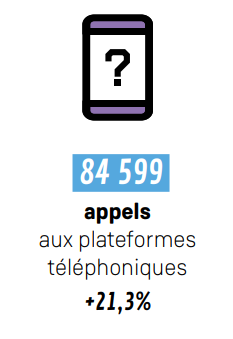 ?
84 599
appels
aux plateformes
téléphoniques
+21,3%